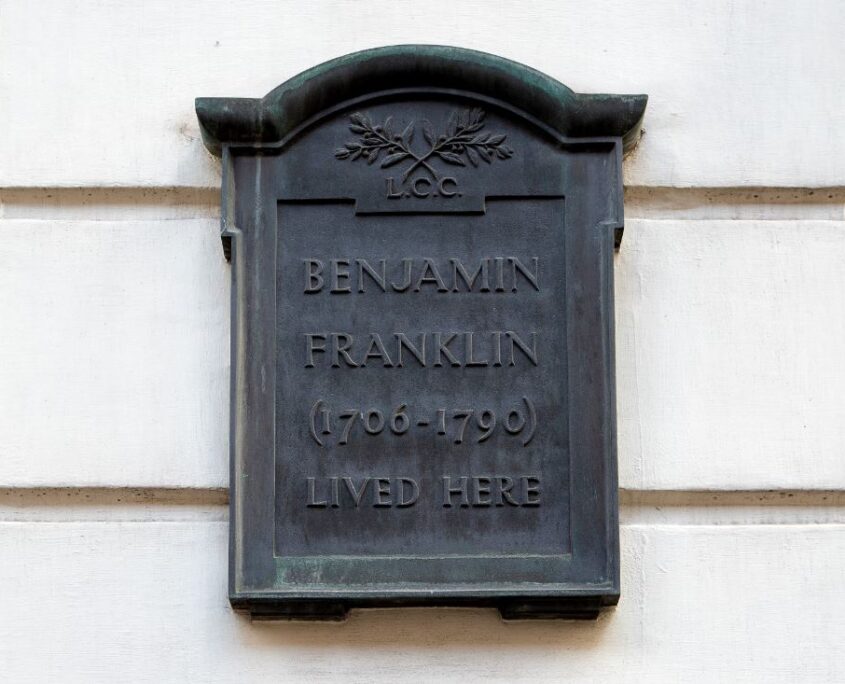 L.C.C.
BENJAMIN
FRANKLIN
(1706-1790)
LIVED HERE